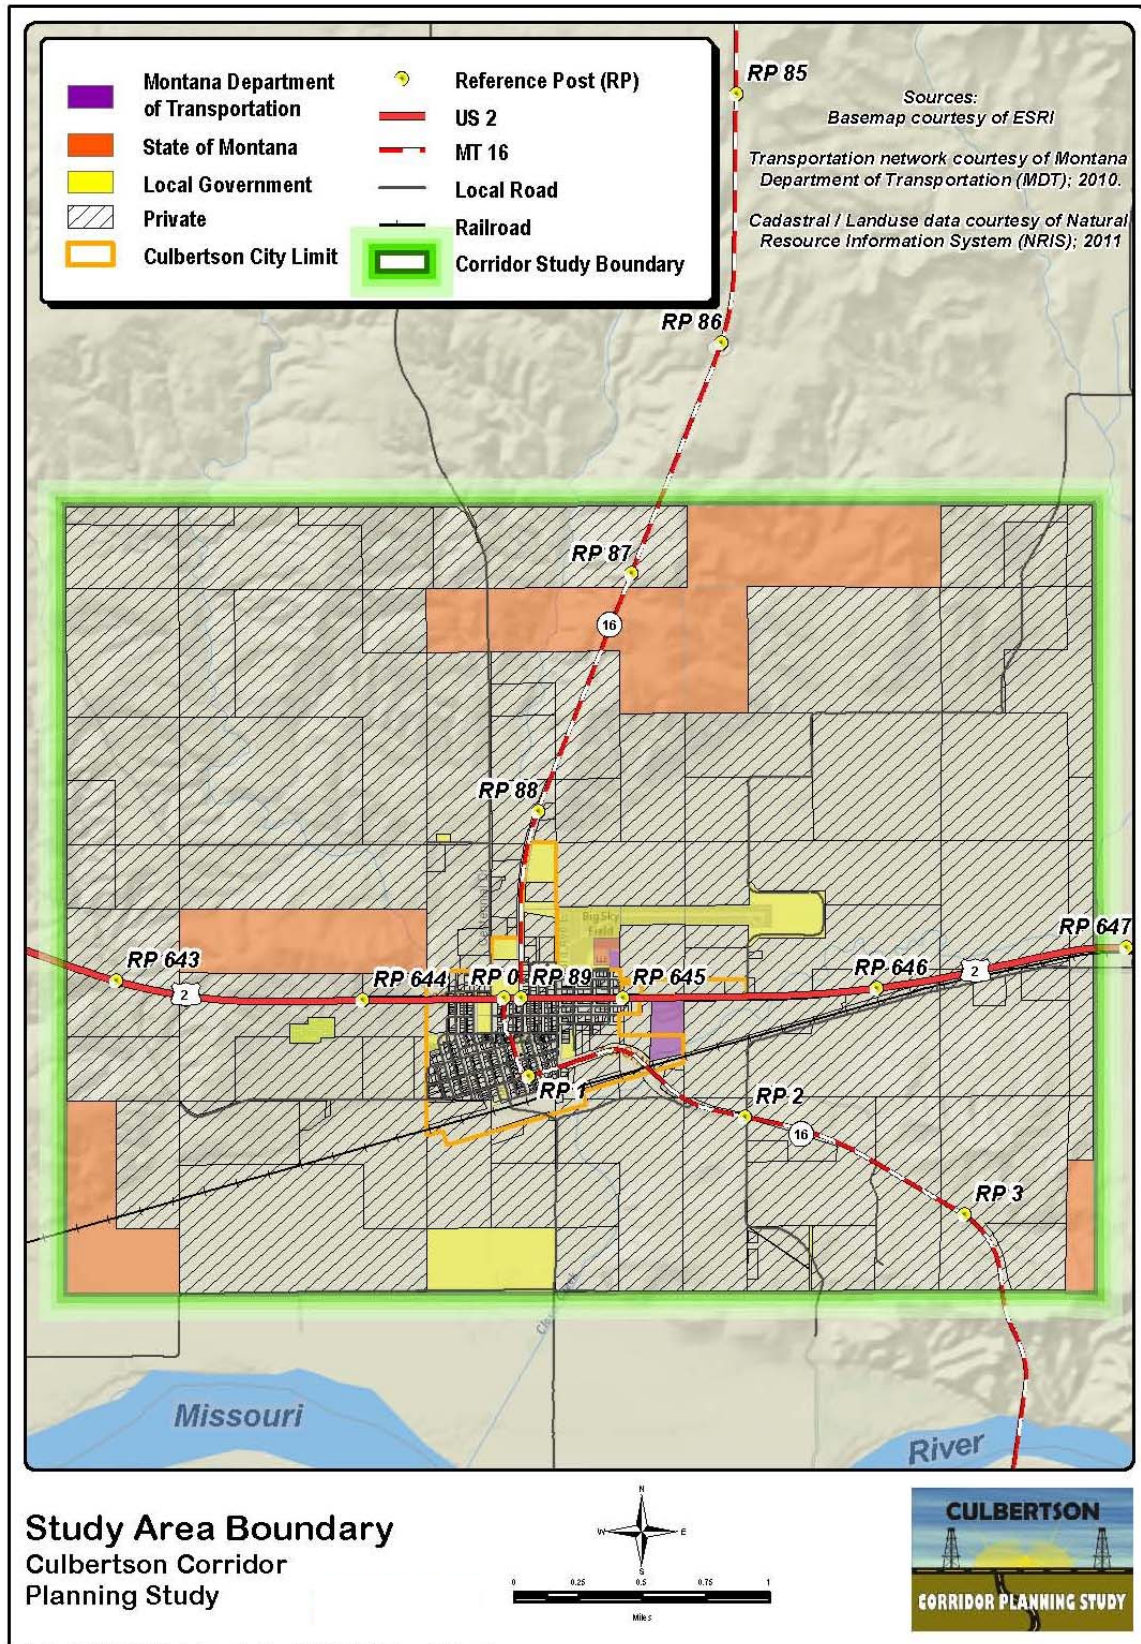 Montana Department
of Transportation
State of Montana
Local Government
Private
Culbertson City Limit
Reference Post (RP)
US 2
MT 16
Local Road
Railroad
Corridor Study Boundary
RP 85
Sources:
Basemap courtesy of ESRI
Transportation network courtesy of Montana
Department of Transportation (MDT); 2010.
Cadastral / Landuse data courtesy of Natural
Resource Information System (NRIS); 2011
RP 86
RP 87
16
RP 88
Big Sky
Field
RP 647
RP 643
RP 644
RP 0
RP 89
RP 645
RP 646
2
2
RP 1
RP 2
16
RP 3
Missouri
River
Study Area Boundary
Culbertson Corridor
Planning Study
N
W
E
S
0
0.25
0.5
0.75
1
Miles
CULBERTSON
CORRIDOR PLANNING STUDY